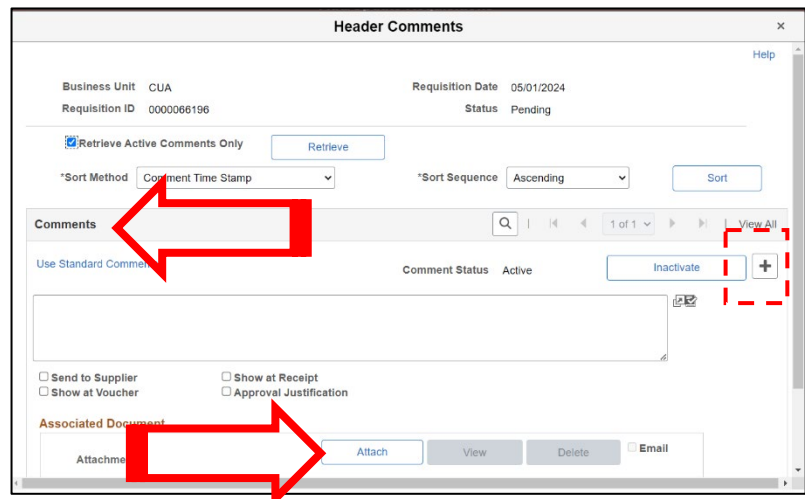 Header Comments ×
Help
Business Unit CUA Requisition Date 05/01/2024
Requisition ID 0000066196 Status Pending
Retrieve Active Comments Only Retrieve
*Sort Method Comment Time Stamp *Sort Sequence Ascending Sort
Comments 1 of 1 View All
Use Standard Commen Comment Status Active Inactivate +
Send to Supplier Show at Receipt
Show at Voucher Approval Justification
Associated Document
Attachme Attach View Delete Email